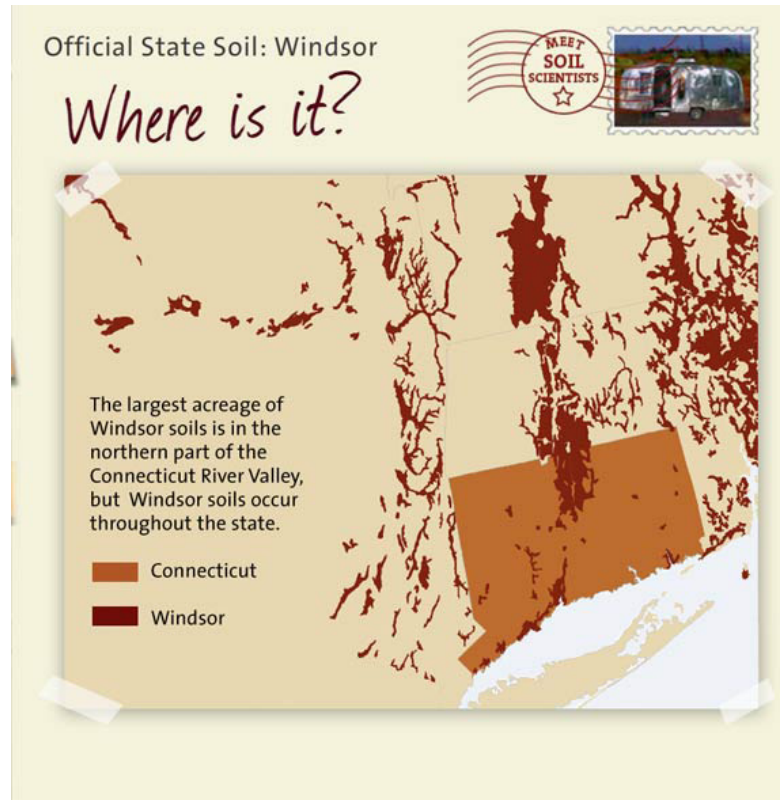 Official State Soil: Windsor
Where is it?
MEET
SOIL
SCIENTISTS
The largest acreage of
Windsor soils is in the
northern part of the
Connecticut River Valley,
but Windsor soils occur
throughout the state.
Connecticut
Windsor